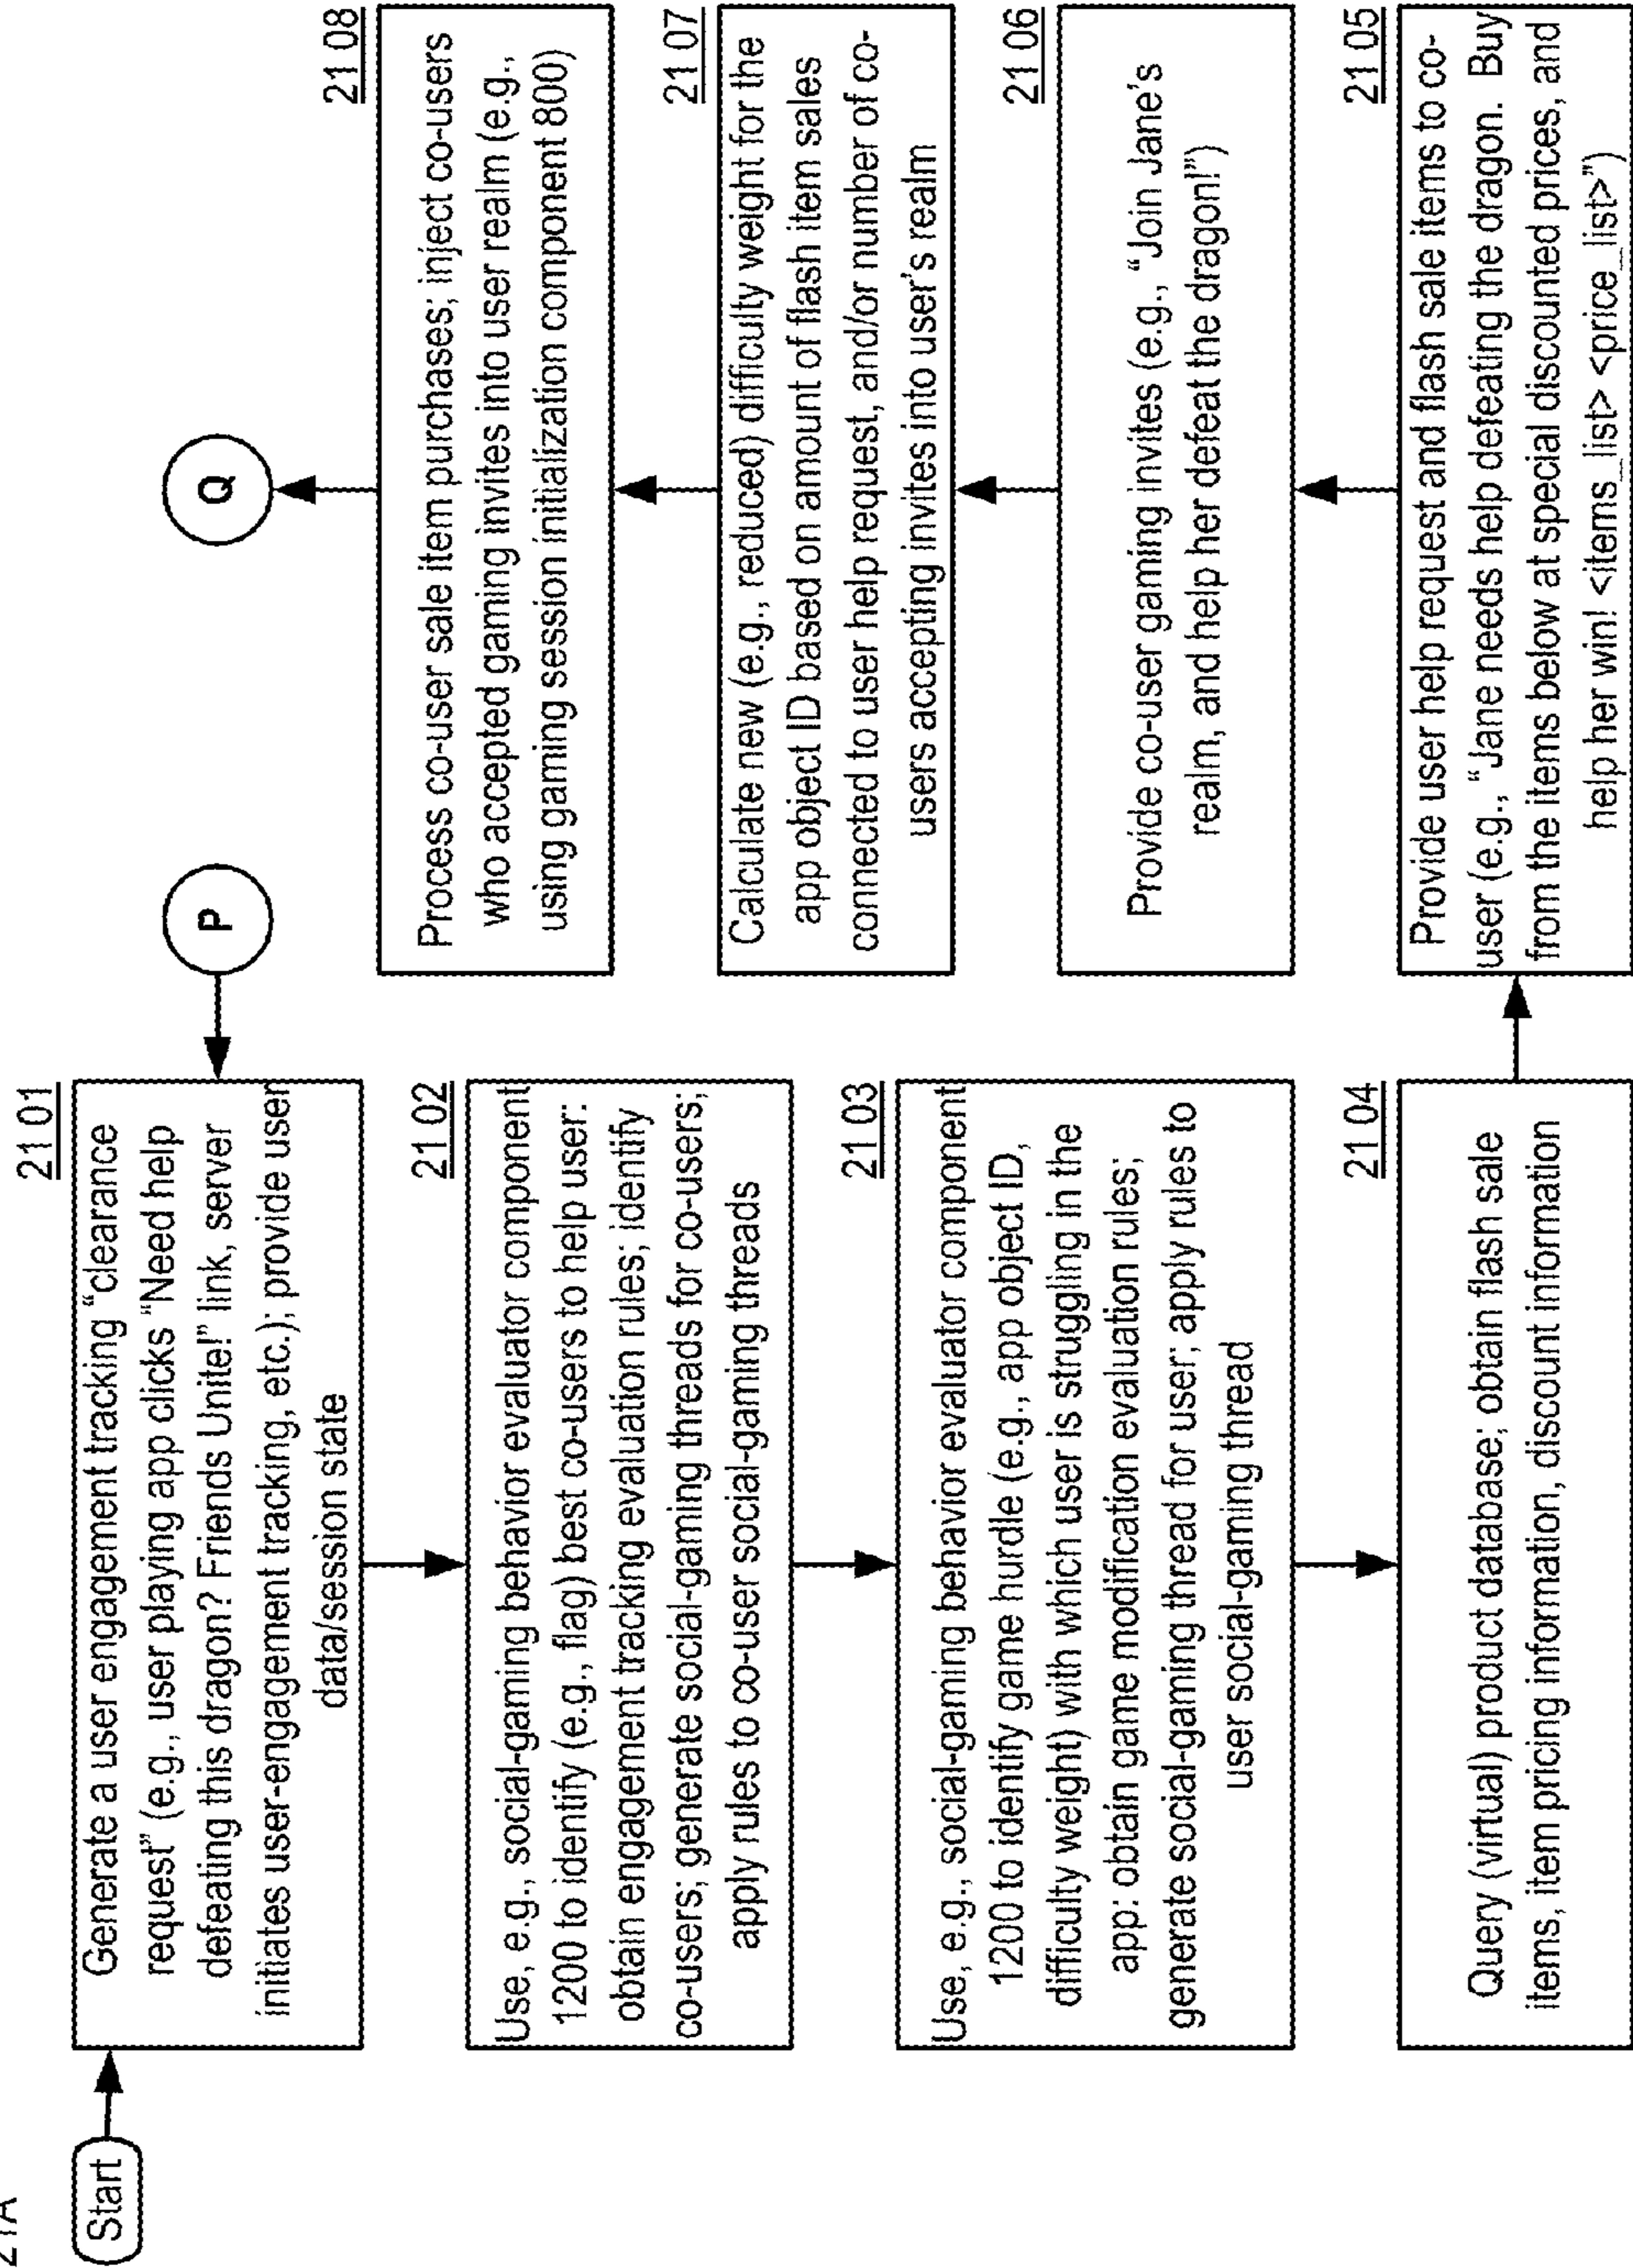 21A
Start
21 01
Generate a user engagement tracking “clearance
request” (e.g., user playing app clicks “Need help
defeating this dragon? Friends Unite!” link, server
initiates user-engagement tracking, etc.); provide user
data/session state
P
21 02
Use, e.g., social-gaming behavior evaluator component
1200 to identify (e.g., flag) best co-users to help user:
obtain engagement tracking evaluation rules; identify
co-users; generate social-gaming threads for co-users;
apply rules to co-user social-gaming threads
21 03
Use, e.g., social-gaming behavior evaluator component
1200 to identify game hurdle (e.g., app object ID,
difficulty weight) with which user is struggling in the
app: obtain game modification evaluation rules;
generate social-gaming thread for user; apply rules to
user social-gaming thread
21 04
Query (virtual) product database; obtain flash sale
items, item pricing information, discount information
21 05
Provide user help request and flash sale items to co-
user (e.g., “Jane needs help defeating the dragon.  Buy
from the items below at special discounted prices, and
help her win! <items_list> <price_list>”)
21 06
Provide co-user gaming invites (e.g., “Join Jane’s
realm, and help her defeat the dragon!”)
21 07
Calculate new (e.g., reduced) difficulty weight for the
app object ID based on amount of flash item sales
connected to user help request, and/or number of co-
users accepting invites into user’s realm
21 08
Process co-user sale item purchases; inject co-users
who accepted gaming invites into user realm (e.g.,
using gaming session initialization component 800)
Q